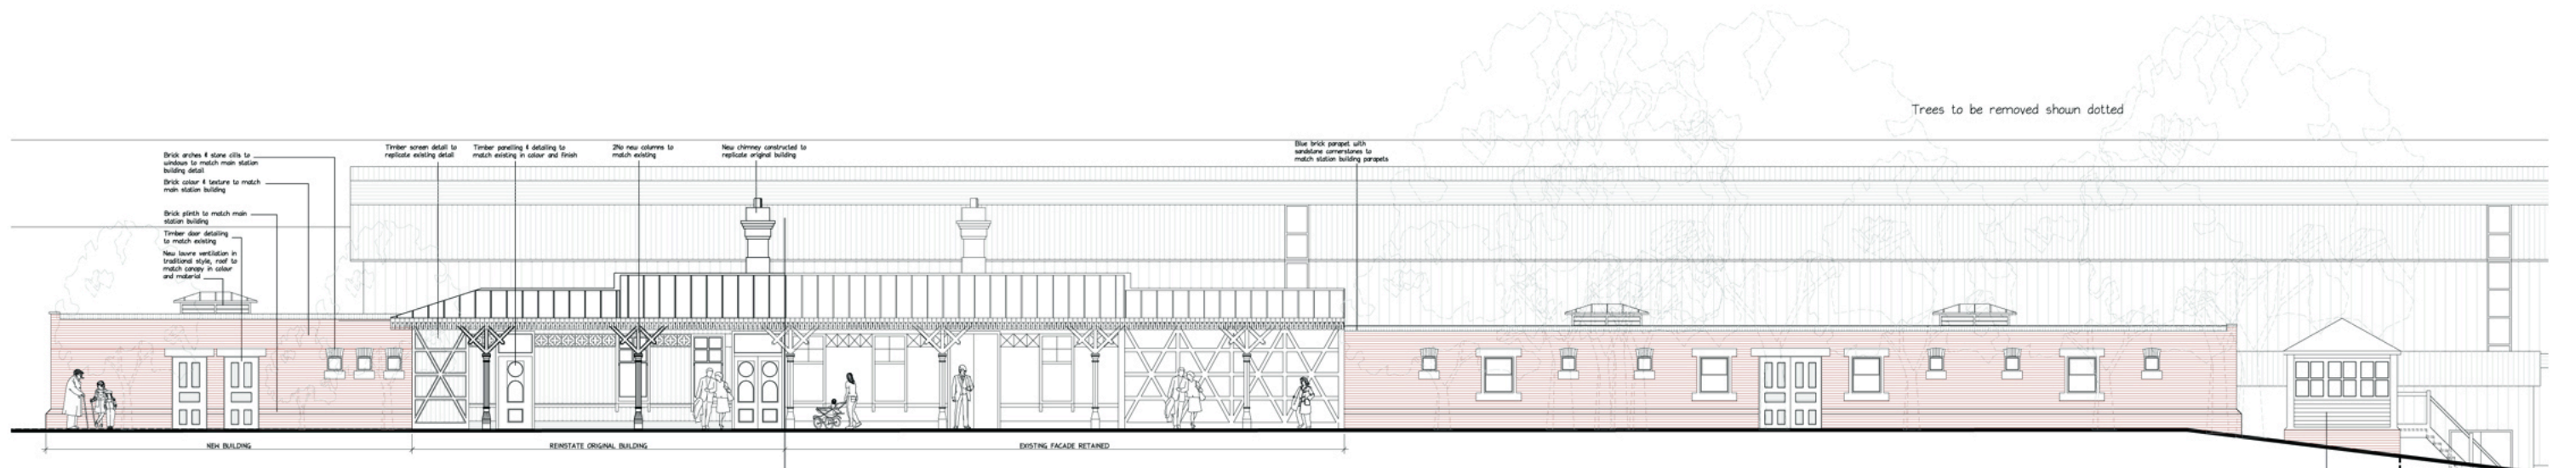 Trees to be removed shown dotted
Brick arches & stone cills to
windows to match main station
building detail
Brick colour & texture to match
main station building
Brick plinth to match main
station building
Timber door detailing
to match existing
New louvre ventilation in
traditional style, roof to
match canopy in colour
and material
Timber screen detail to
replicate existing detail
Timber panelling & detailing to
match existing in colour and finish
2No new columns to
match existing
New chimney constructed to
replicate original building
Blue brick parapet with
sandstone cornerstones to
match station building parapets
NEW BUILDING
REINSTATE ORIGINAL BUILDING
EXISTING FACADE RETAINED